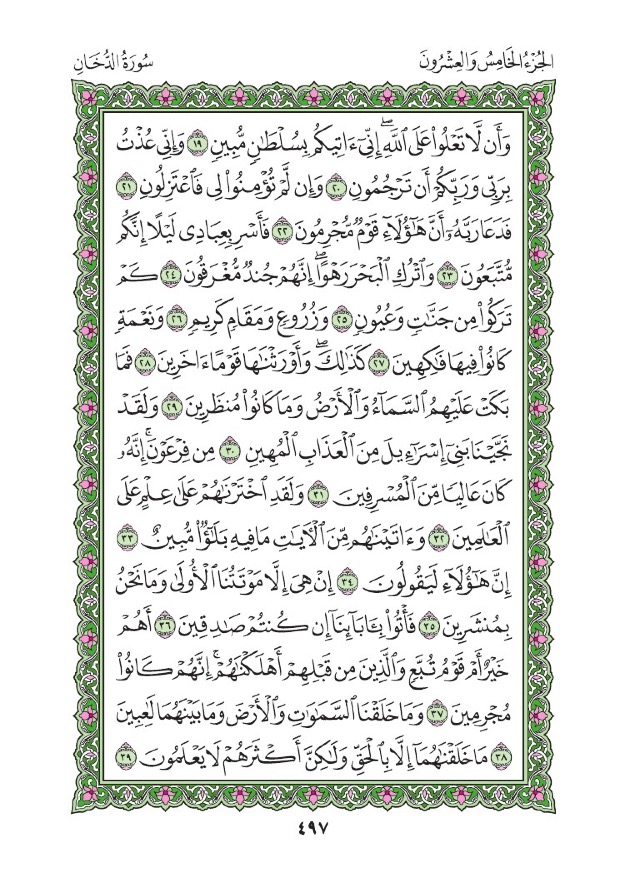 الجُزْءُ الخَامِسُ وَالعِشْرُونَ
سُورَةُ الدُّخَانِ
وَأَن لَّا تَعْلُوا۟ عَلَى ٱللَّهِ ۖ إِنِّىٓ ءَاتِيكُم بِسُلْطَـٰنٍ مُّبِينٍ ١٩ وَإِنِّى عُذْتُ
بِرَبِّى وَرَبِّكُمْ أَن تَرْجُمُونِ ٢٠ وَإِن لَّمْ تُؤْمِنُوا۟ لِى فَٱعْتَزِلُونِ ٢١
فَدَعَا رَبَّهُۥٓ أَنَّ هَـٰٓؤُلَآءِ قَوْمٌ مُّجْرِمُونَ ٢٢ فَأَسْرِ بِعِبَادِى لَيْلًا إِنَّكُم
مُّتَّبَعُونَ ٢٣ وَٱتْرُكِ ٱلْبَحْرَ رَهْوًا ۖ إِنَّهُمْ جُندٌ مُّغْرَقُونَ ٢٤ كَمْ
تَرَكُوا۟ مِن جَنَّـٰتٍ وَعُيُونٍ ٢٥ وَزُرُوعٍ وَمَقَامٍ كَرِيمٍ ٢٦ وَنَعْمَةٍ
كَانُوا۟ فِيهَا فَـٰكِهِينَ ٢٧ كَذَٰلِكَ ۖ وَأَوْرَثْنَـٰهَا قَوْمًا ءَاخَرِينَ ٢٨ فَمَا
بَكَتْ عَلَيْهِمُ ٱلسَّمَآءُ وَٱلْأَرْضُ وَمَا كَانُوا۟ مُنظَرِينَ ٢٩ وَلَقَدْ
نَجَّيْنَا بَنِىٓ إِسْرَٰٓءِيلَ مِنَ ٱلْعَذَابِ ٱلْمُهِينِ ٣٠ مِن فِرْعَوْنَ ۚ إِنَّهُۥ
كَانَ عَالِيًا مِّنَ ٱلْمُسْرِفِينَ ٣١ وَلَقَدِ ٱخْتَرْنَـٰهُمْ عَلَىٰ عِلْمٍ عَلَى
ٱلْعَـٰلَمِينَ ٣٢ وَءَاتَيْنَـٰهُم مِّنَ ٱلْـَٔايَـٰتِ مَا فِيهِ بَلَـٰٓؤٌا۟ مُّبِينٌ ٣٣
إِنَّ هَـٰٓؤُلَآءِ لَيَقُولُونَ ٣٤ إِنْ هِىَ إِلَّا مَوْتَتُنَا ٱلْأُولَىٰ وَمَا نَحْنُ
بِمُنشَرِينَ ٣٥ فَأْتُوا۟ بِـَٔابَآئِنَآ إِن كُنتُمْ صَـٰدِقِينَ ٣٦ أَهُمْ
خَيْرٌ أَمْ قَوْمُ تُبَّعٍ وَٱلَّذِينَ مِن قَبْلِهِمْ أَهْلَكْنَـٰهُمْ ۖ إِنَّهُمْ كَانُوا۟
مُجْرِمِينَ ٣٧ وَمَا خَلَقْنَا ٱلسَّمَـٰوَٰتِ وَٱلْأَرْضَ وَمَا بَيْنَهُمَا لَـٰعِبِينَ
٣٨ مَا خَلَقْنَـٰهُمَآ إِلَّا بِٱلْحَقِّ وَلَـٰكِنَّ أَكْثَرَهُمْ لَا يَعْلَمُونَ ٣٩
٤٩٧